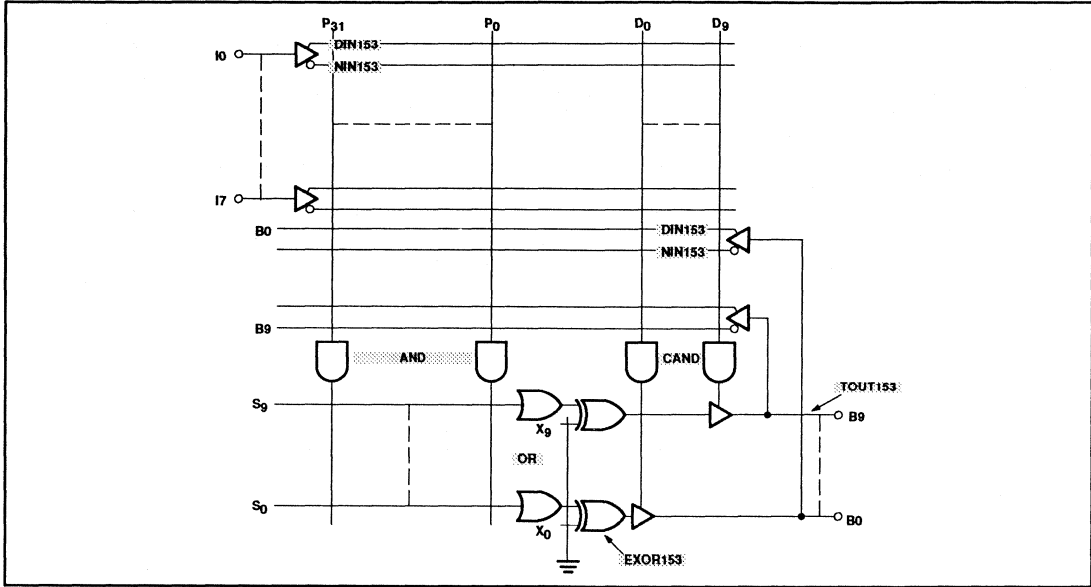 P31 P0 D0 D9
DIN153
I0
NIN153
I7
B0 DIN153
NIN153
B9
AND CAND
TOUT153
S9 B9
X9
OR
S0 B0
X0
EXOR153